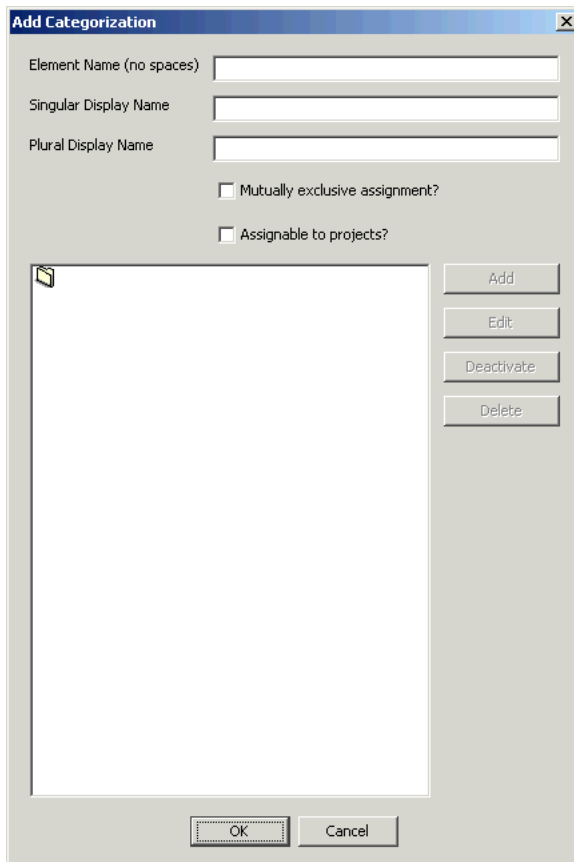 Add Categorization
Element Name (no spaces)
Singular Display Name
Plural Display Name
Mutually exclusive assignment?
Assignable to projects?
Add
Edit
Deactivate
Delete
OK
Cancel